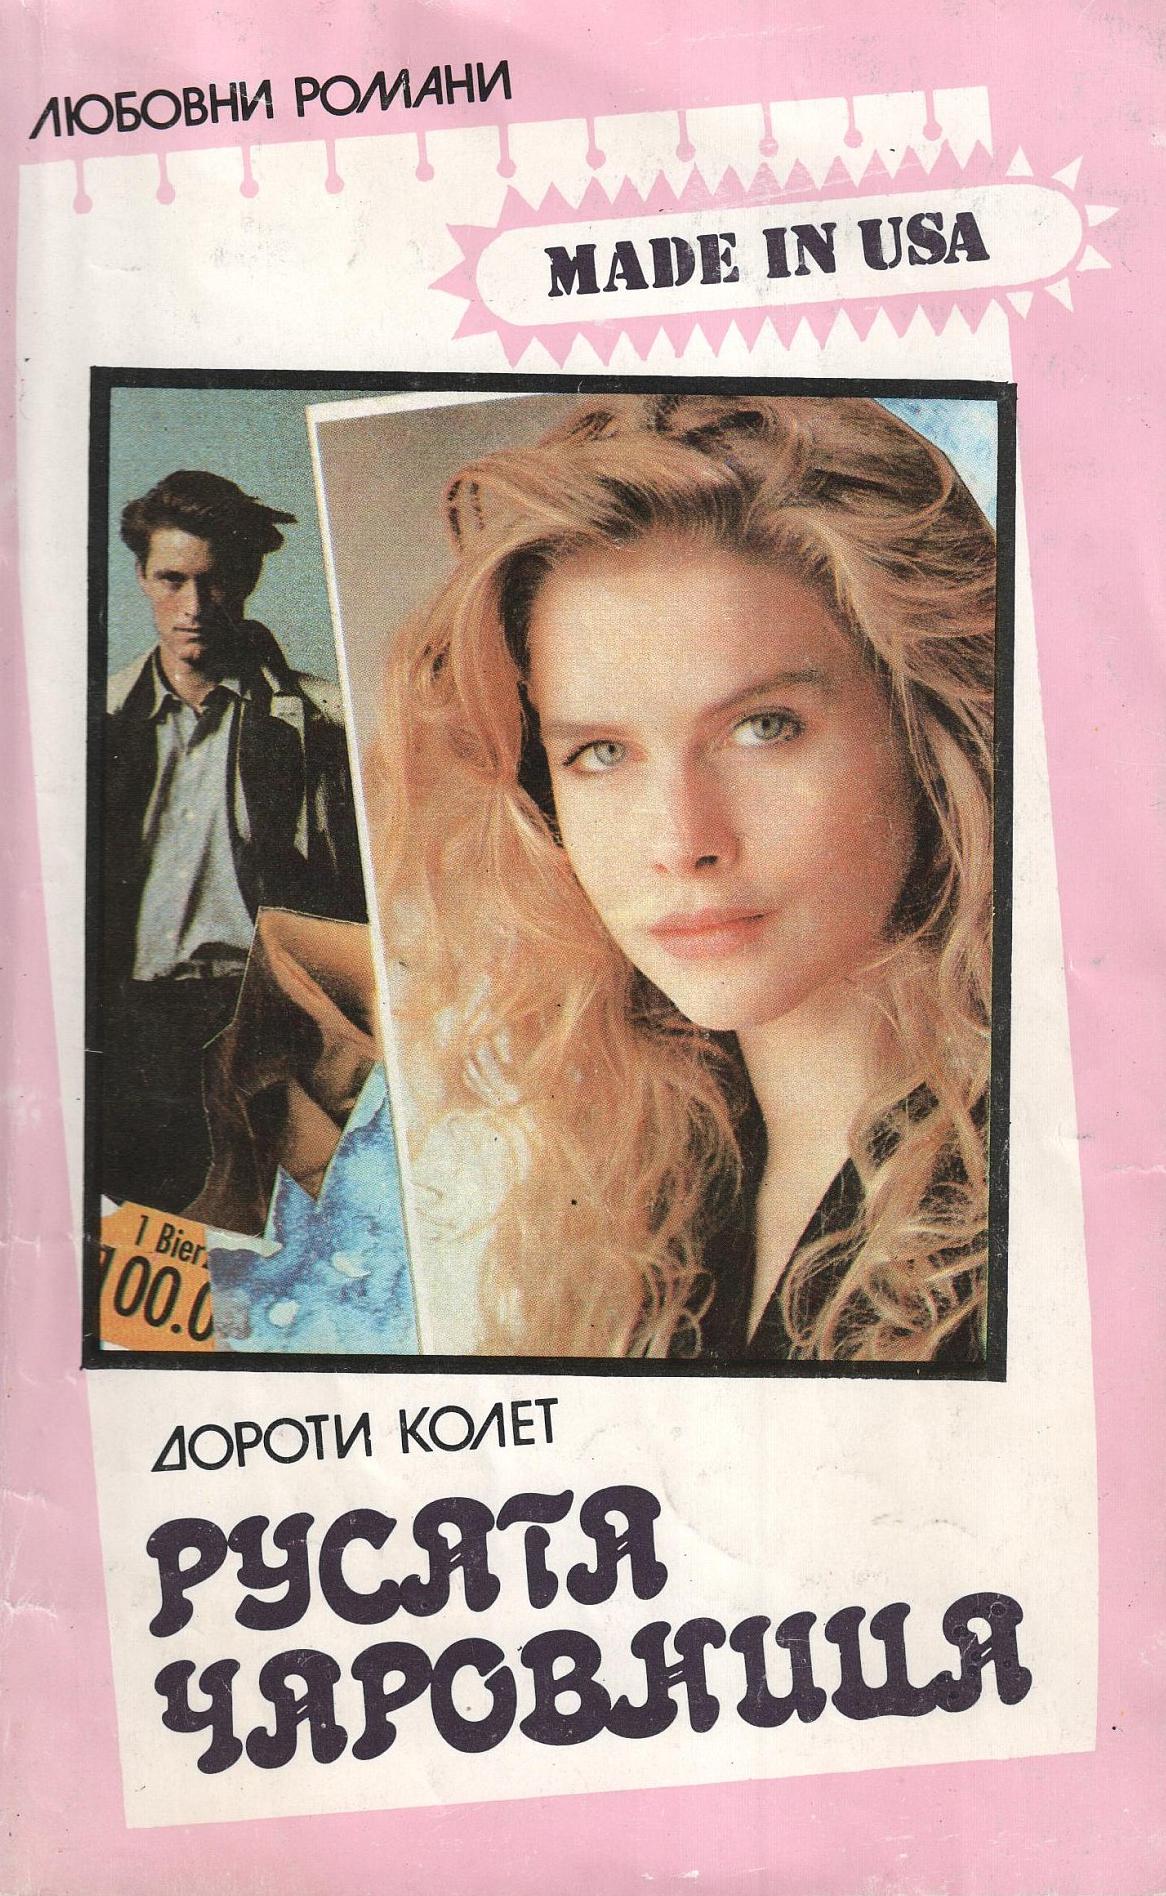 ЛЮБОВНИ РОМАНИ
MADE IN USA
1 Bier
100.0
ДОРОТИ КОЛЕТ
РУСАТА
ЧАРОВНИЦА